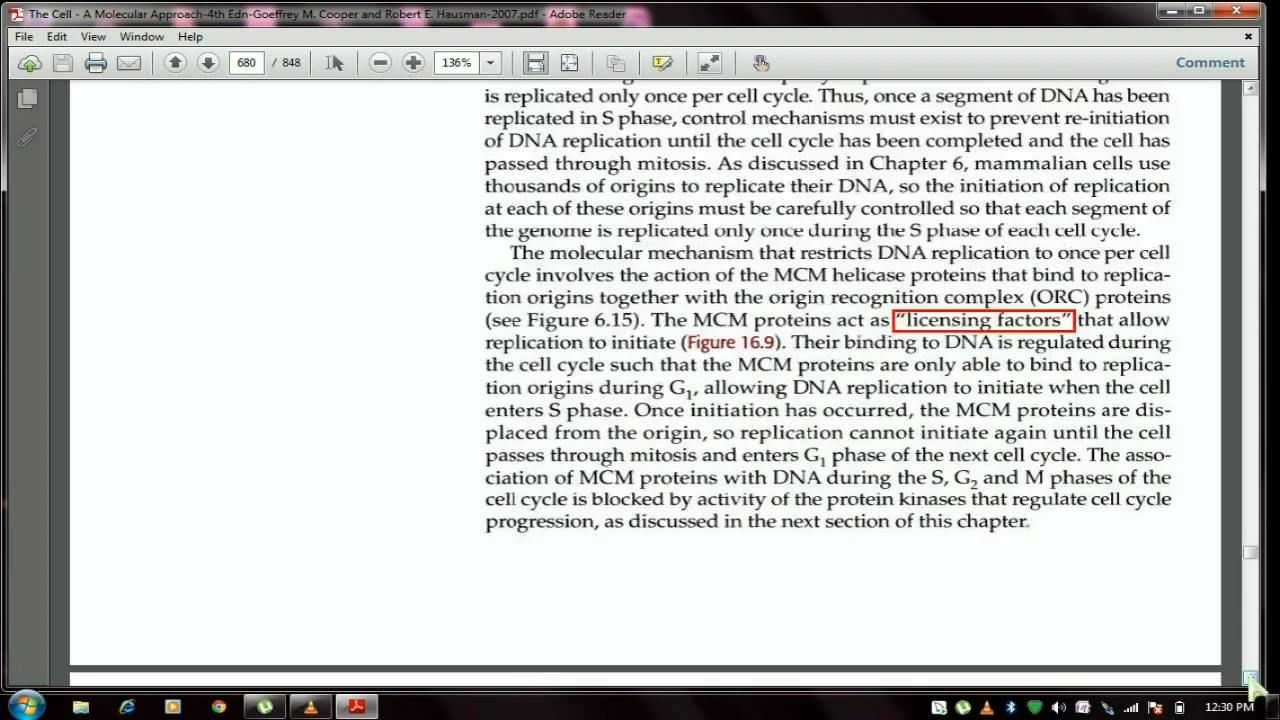 The Cell - A Molecular Approach-4th Edn-Goeffrey M. Cooper and Robert E. Hausman-2007.pdf - Adobe Reader
File Edit View Window Help
680 / 848 136% Comment
is replicated only once per cell cycle. Thus, once a segment of DNA has been
replicated in S phase, control mechanisms must exist to prevent re-initiation
of DNA replication until the cell cycle has been completed and the cell has
passed through mitosis. As discussed in Chapter 6, mammalian cells use
thousands of origins to replicate their DNA, so the initiation of replication
at each of these origins must be carefully controlled so that each segment of
the genome is replicated only once during the S phase of each cell cycle.
The molecular mechanism that restricts DNA replication to once per cell
cycle involves the action of the MCM helicase proteins that bind to replica-
tion origins together with the origin recognition complex (ORC) proteins
(see Figure 6.15). The MCM proteins act as “licensing factors” that allow
replication to initiate (Figure 16.9). Their binding to DNA is regulated during
the cell cycle such that the MCM proteins are only able to bind to replica-
tion origins during G₁, allowing DNA replication to initiate when the cell
enters S phase. Once initiation has occurred, the MCM proteins are dis-
placed from the origin, so replication cannot initiate again until the cell
passes through mitosis and enters G₁ phase of the next cell cycle. The asso-
ciation of MCM proteins with DNA during the S, G₂ and M phases of the
cell cycle is blocked by activity of the protein kinases that regulate cell cycle
progression, as discussed in the next section of this chapter.
12:30 PM